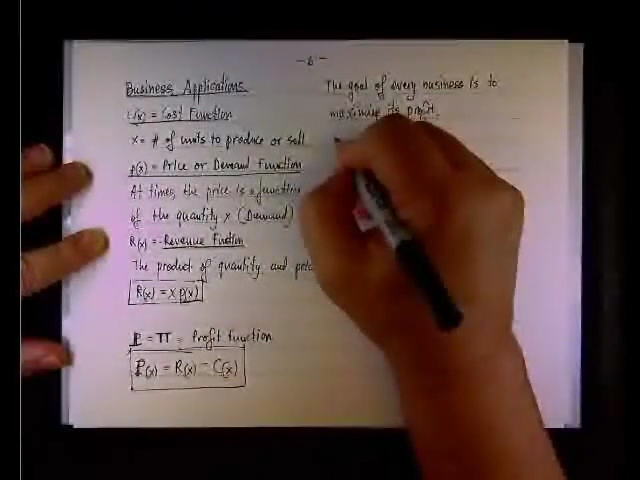 - 6 -
Business Applications
C(x) = Cost Function
x = # of units to produce or sell
p(x) = Price or Demand Function
At times, the price is a function
of the quantity x (Demand)
R(x) = Revenue Function
The product of quantity and price
R(x) = x p(x)
P = π = Profit function
P(x) = R(x) - C(x)
The goal of every business is to
maximize its profit.